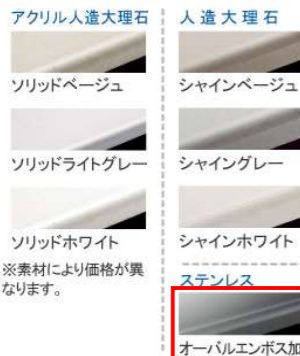 アクリル人造大理石
ソリッドベージュ
ソリッドライトグレー
ソリッドホワイト
※素材により価格が異
なります。
人造大理石
シャインベージュ
シャイングレー
シャインホワイト
ステンレス
オーバルエンボス加